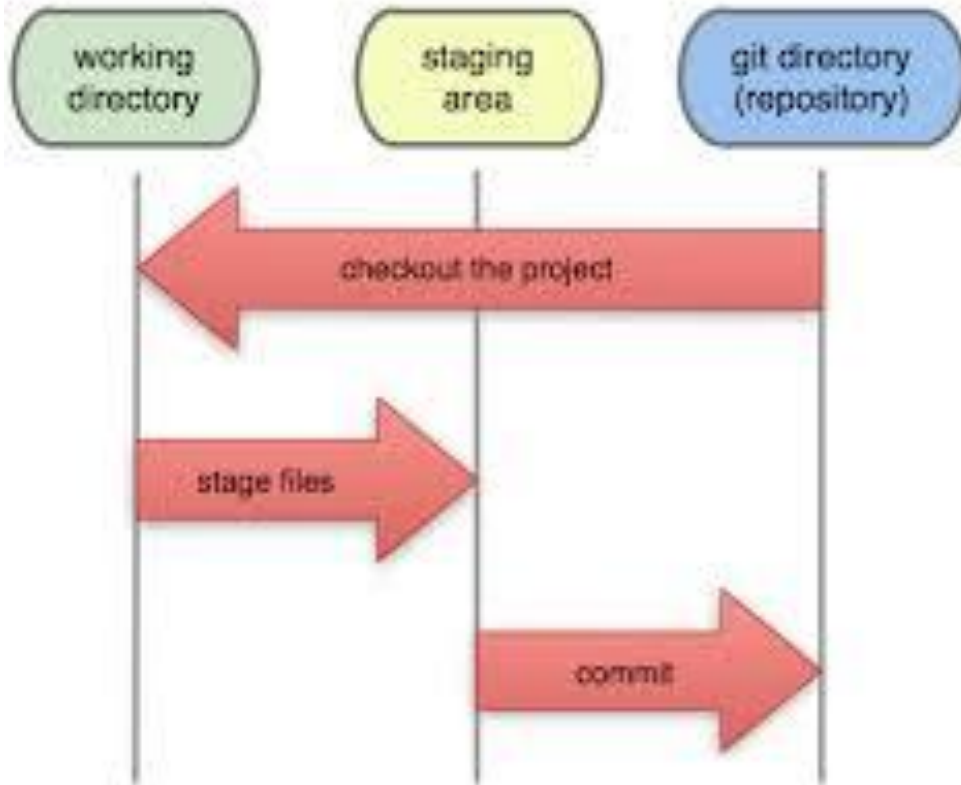 working
directory
staging
area
git directory
(repository)
checkout the project
stage files
commit